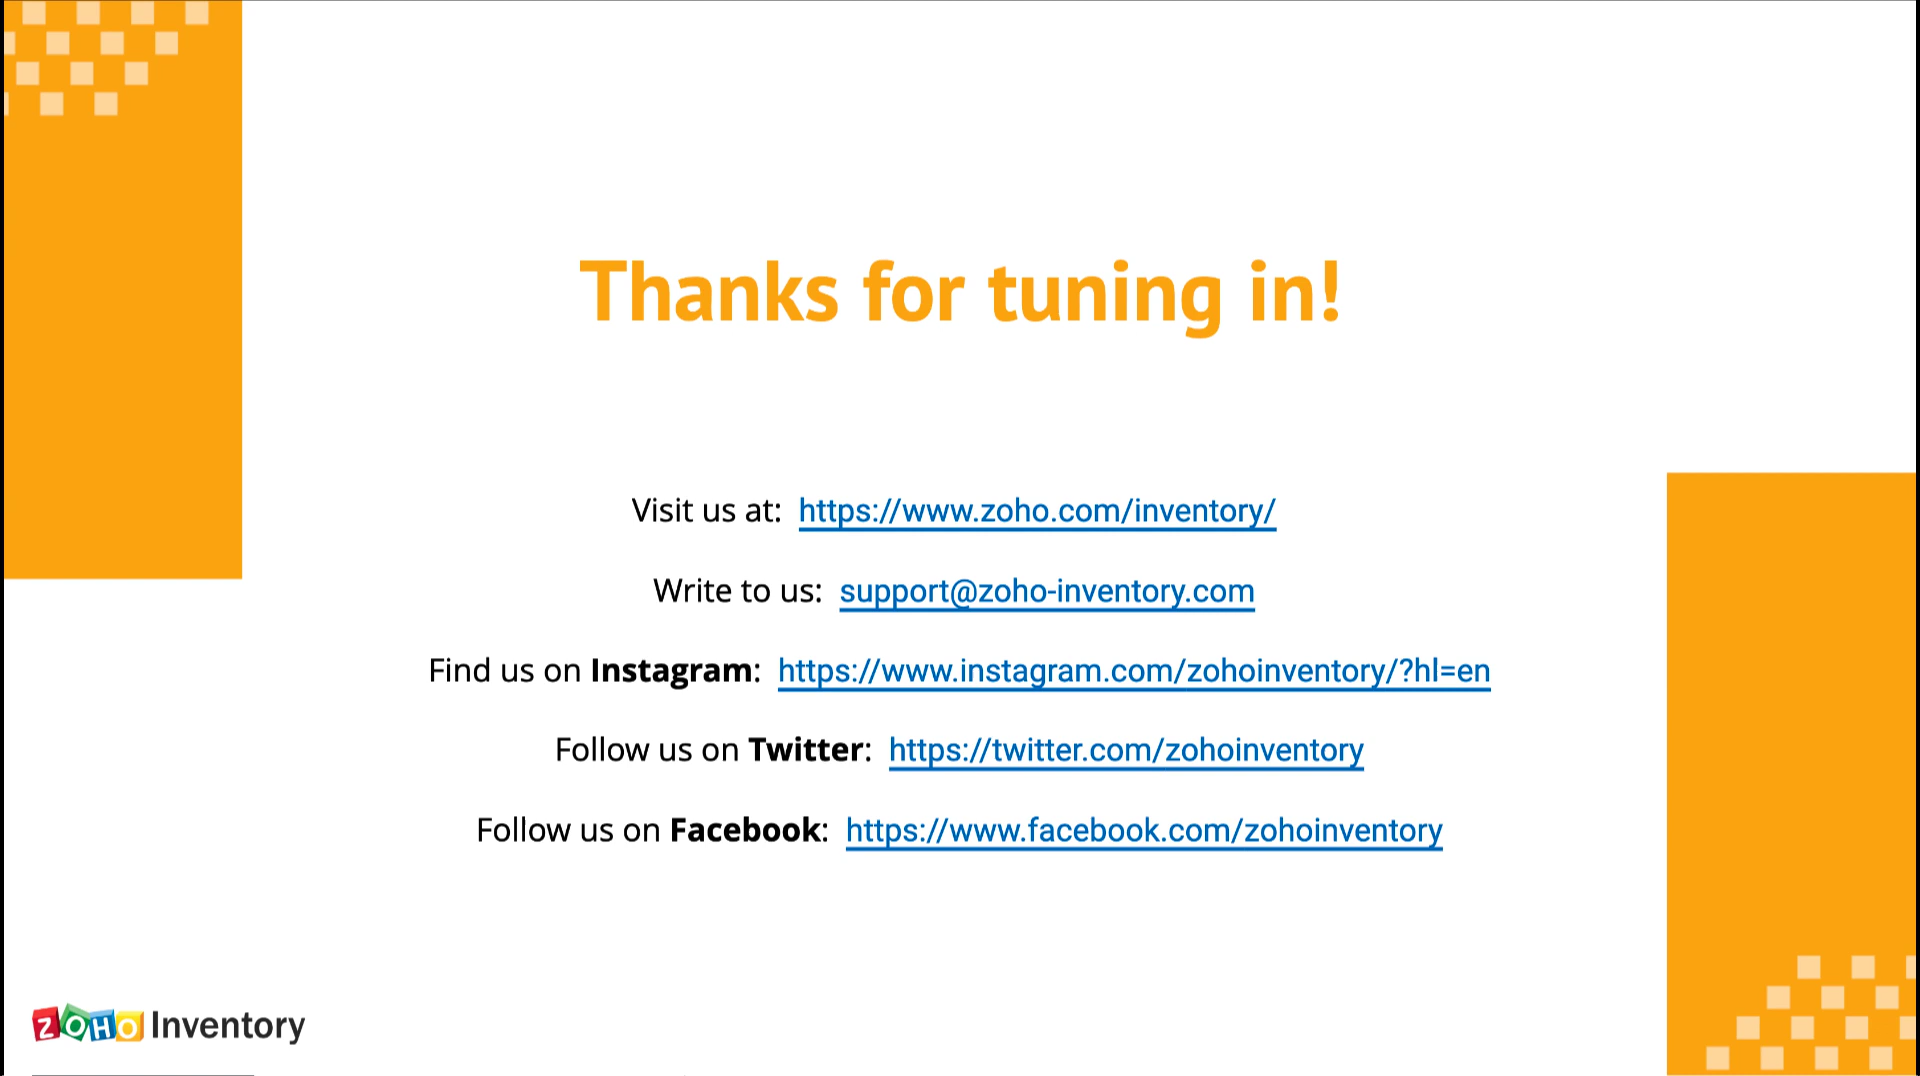 Thanks for tuning in!
Visit us at: https://www.zoho.com/inventory/
Write to us: support@zoho-inventory.com
Find us on Instagram: https://www.instagram.com/zohoinventory/?hl=en
Follow us on Twitter: https://twitter.com/zohoinventory
Follow us on Facebook: https://www.facebook.com/zohoinventory
ZOHO Inventory